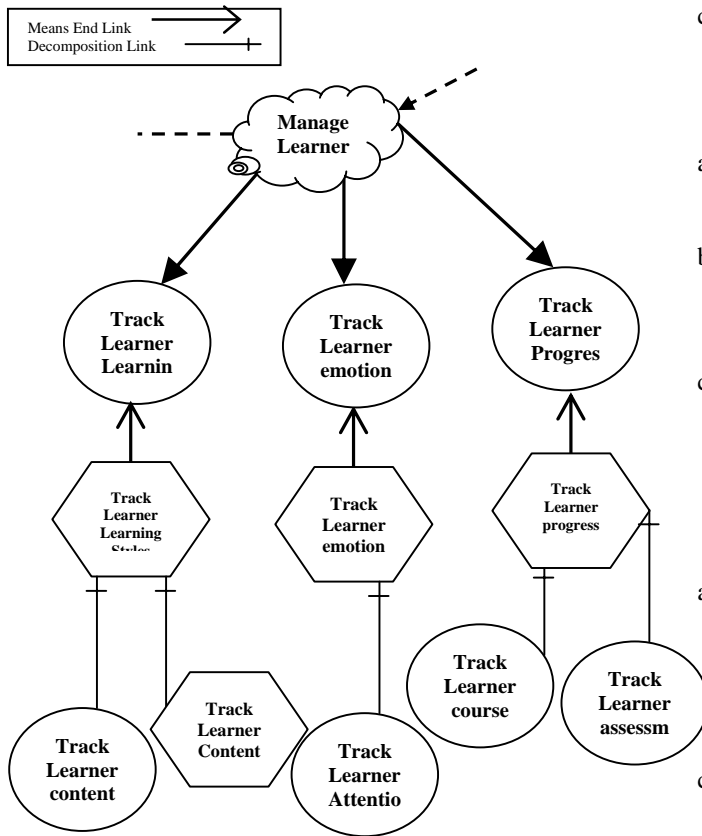 Means End Link
Decomposition Link
Manage
Learner
Track
Learner
Learnin
Track
Learner
emotion
Track
Learner
Progres
Track
Learner
Learning
Styles
Track
Learner
emotion
Track
Learner
progress
Track
Learner
content
Track
Learner
Content
Track
Learner
Attentio
Track
Learner
course
Track
Learner
assessm